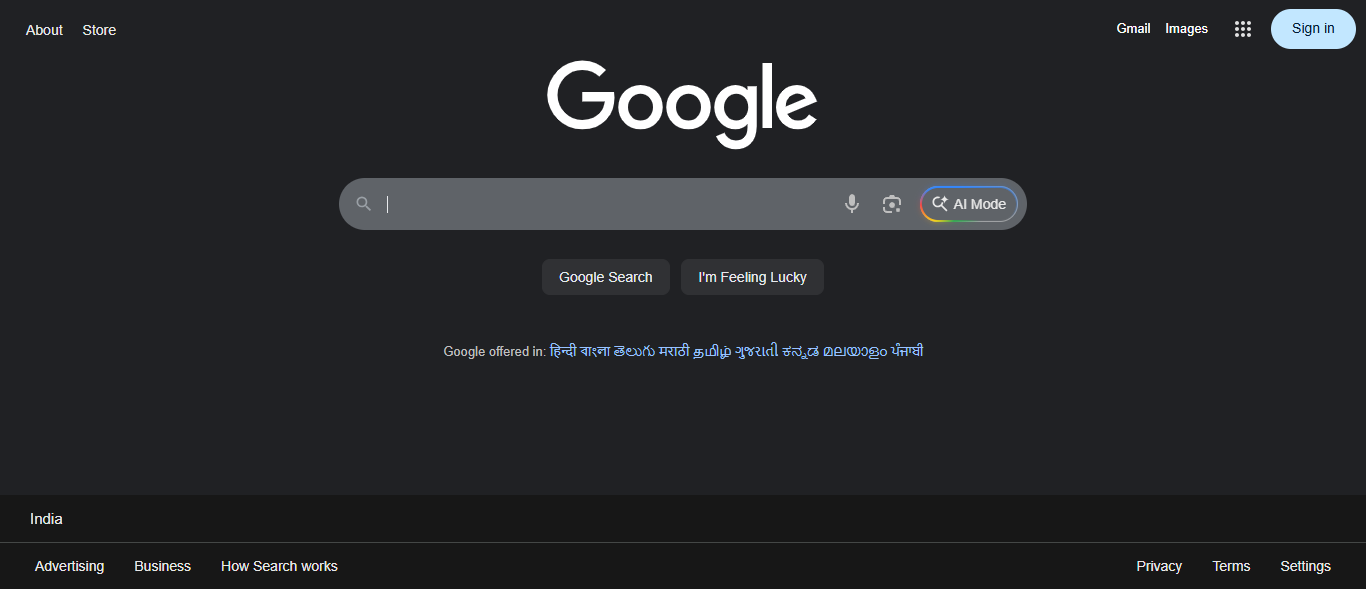 About Store Gmail Images Sign in
Google
AI Mode
Google Search I'm Feeling Lucky
Google offered in: हिन्दी বাংলা తెలుగు मराठी தமிழ் ગુજરાતી ಕನ್ನಡ മലയാളം ਪੰਜਾਬੀ
India
Advertising Business How Search works Privacy Terms Settings